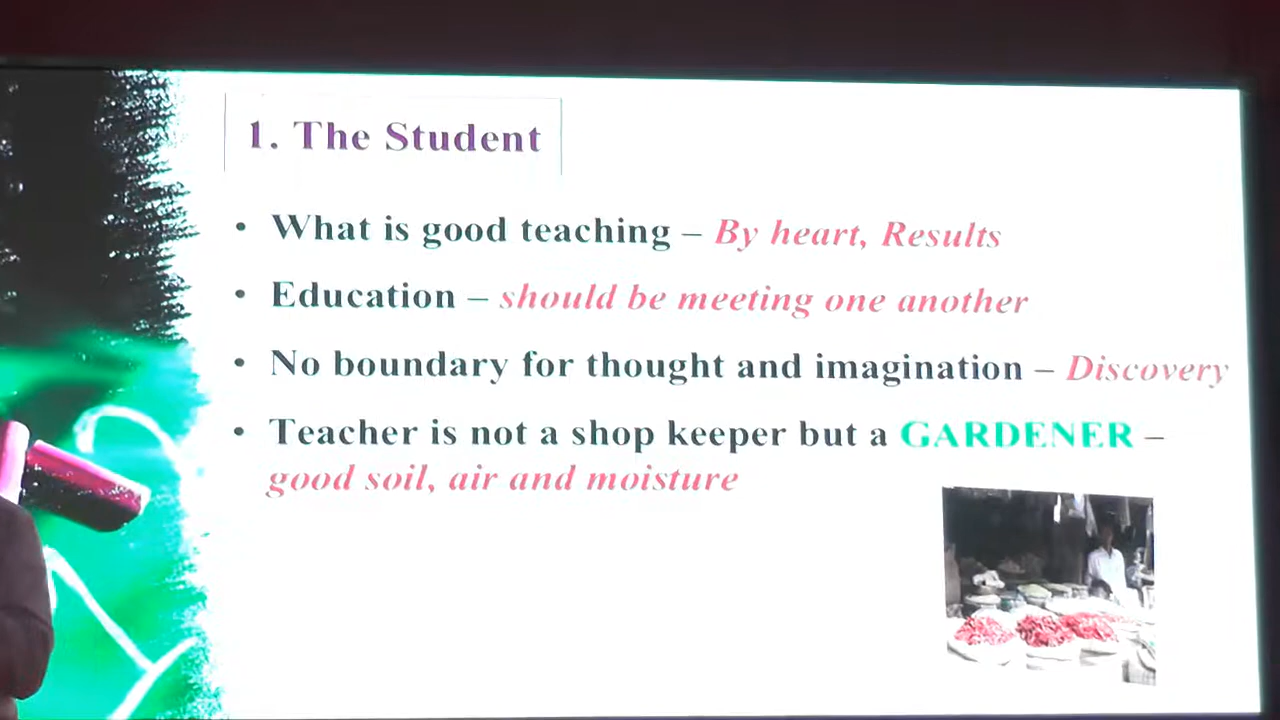 1. The Student
• What is good teaching – By heart, Results
• Education – should be meeting one another
• No boundary for thought and imagination – Discovery
• Teacher is not a shop keeper but a GARDENER –
good soil, air and moisture